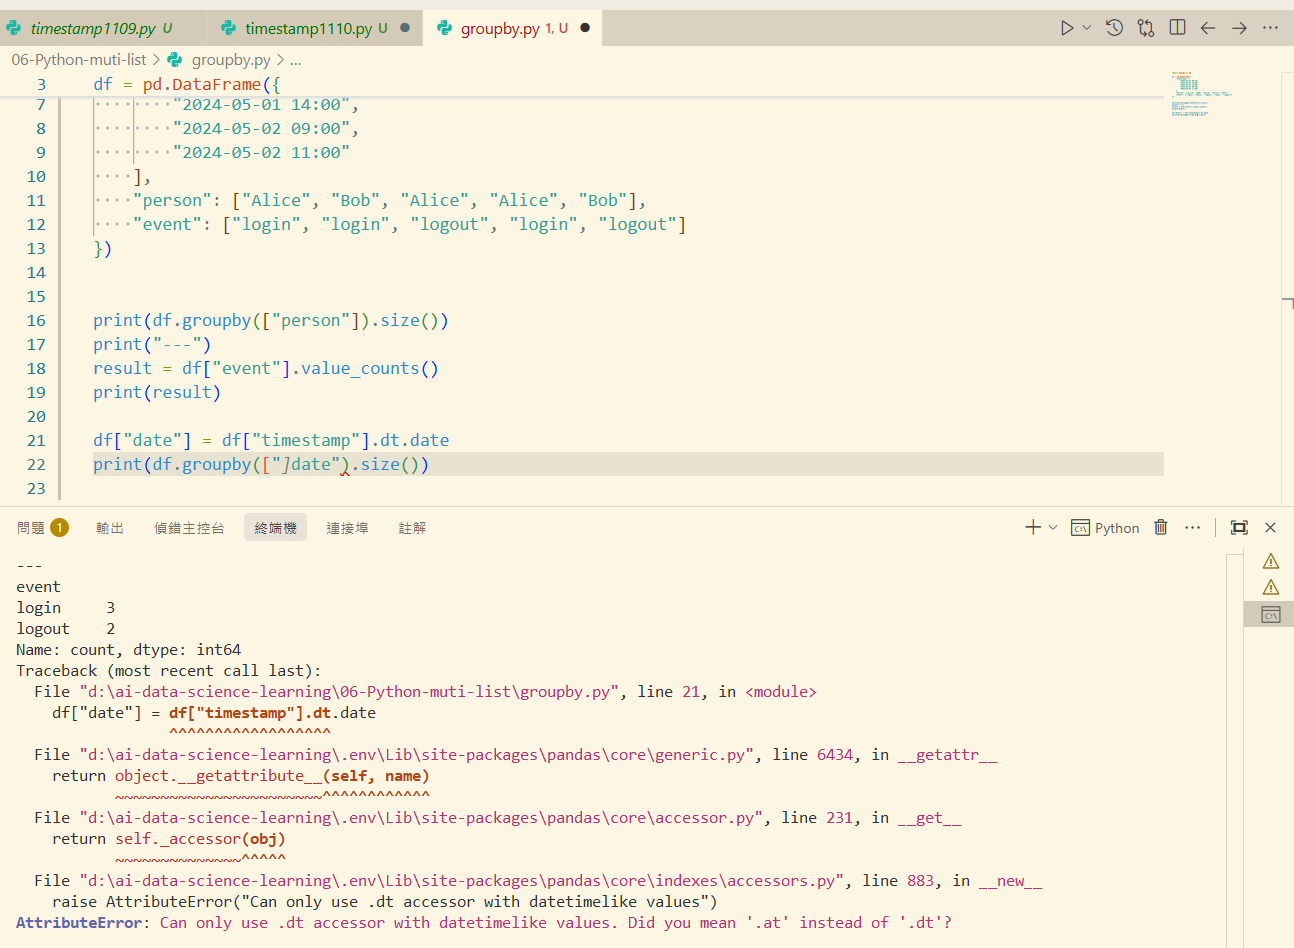 timestamp1109.py U
timestamp1110.py U
groupby.py 1, U
06-Python-muti-list > groupby.py > ...
3 df = pd.DataFrame({
7 "2024-05-01 14:00",
8 "2024-05-02 09:00",
9 "2024-05-02 11:00"
10 ],
11 "person": ["Alice", "Bob", "Alice", "Alice", "Bob"],
12 "event": ["login", "login", "logout", "login", "logout"]
13 })
14
15
16 print(df.groupby(["person"]).size())
17 print("---")
18 result = df["event"].value_counts()
19 print(result)
20
21 df["date"] = df["timestamp"].dt.date
22 print(df.groupby(["]date").size())
23
問題 1 輸出 偵錯主控台 終端機 連接埠 註解 Python
---
event
login 3
logout 2
Name: count, dtype: int64
Traceback (most recent call last):
File "d:\ai-data-science-learning\06-Python-muti-list\groupby.py", line 21, in <module>
df["date"] = df["timestamp"].dt.date
^^^^^^^^^^^^^^^^^^
File "d:\ai-data-science-learning\.env\Lib\site-packages\pandas\core\generic.py", line 6434, in __getattr__
return object.__getattribute__(self, name)
~~~~~~~~~~~~~~~~~~~~~~~^^^^^^^^^^^^
File "d:\ai-data-science-learning\.env\Lib\site-packages\pandas\core\accessor.py", line 231, in __get__
return self._accessor(obj)
~~~~~~~~~~~~~~^^^^^
File "d:\ai-data-science-learning\.env\Lib\site-packages\pandas\core\indexes\accessors.py", line 883, in __new__
raise AttributeError("Can only use .dt accessor with datetimelike values")
AttributeError: Can only use .dt accessor with datetimelike values. Did you mean '.at' instead of '.dt'?